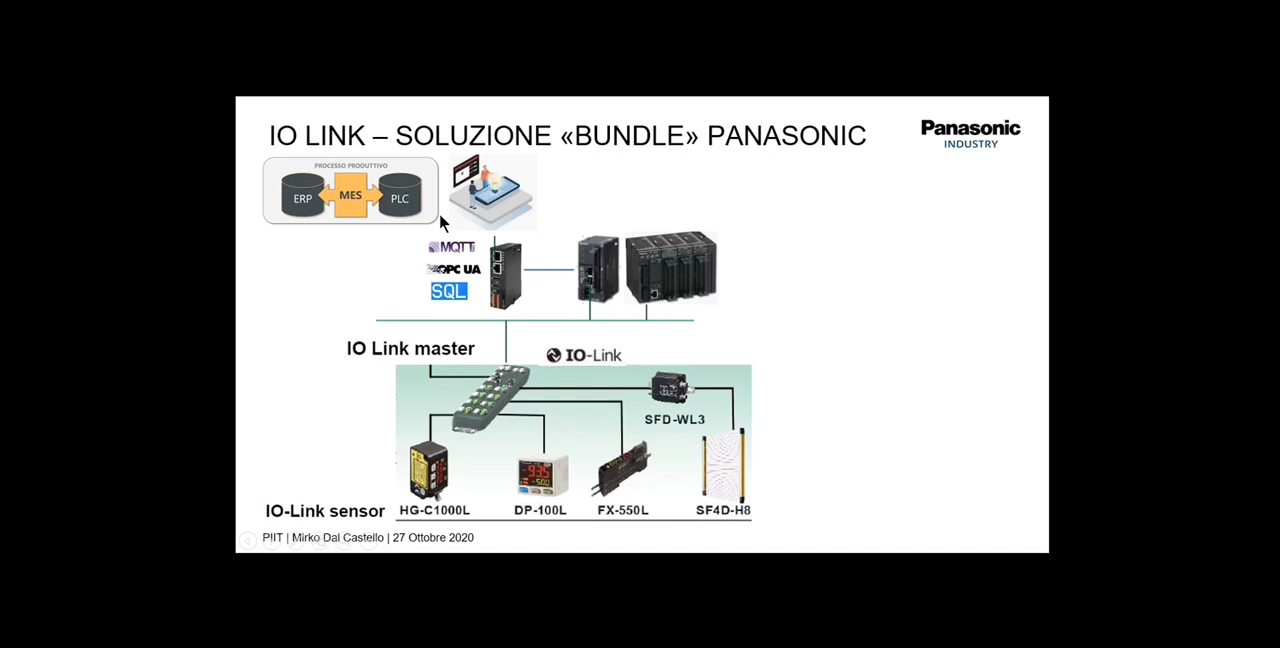 IO LINK – SOLUZIONE «BUNDLE» PANASONIC
Panasonic
INDUSTRY
PROCESSO PRODUTTIVO
ERP
MES
PLC
MQTT
OPC UA
SQL
IO Link master
IO-Link
SFD-WL3
-935
-500
IO-Link sensor
HG-C1000L
DP-100L
FX-550L
SF4D-H8
PIIT | Mirko Dal Castello | 27 Ottobre 2020